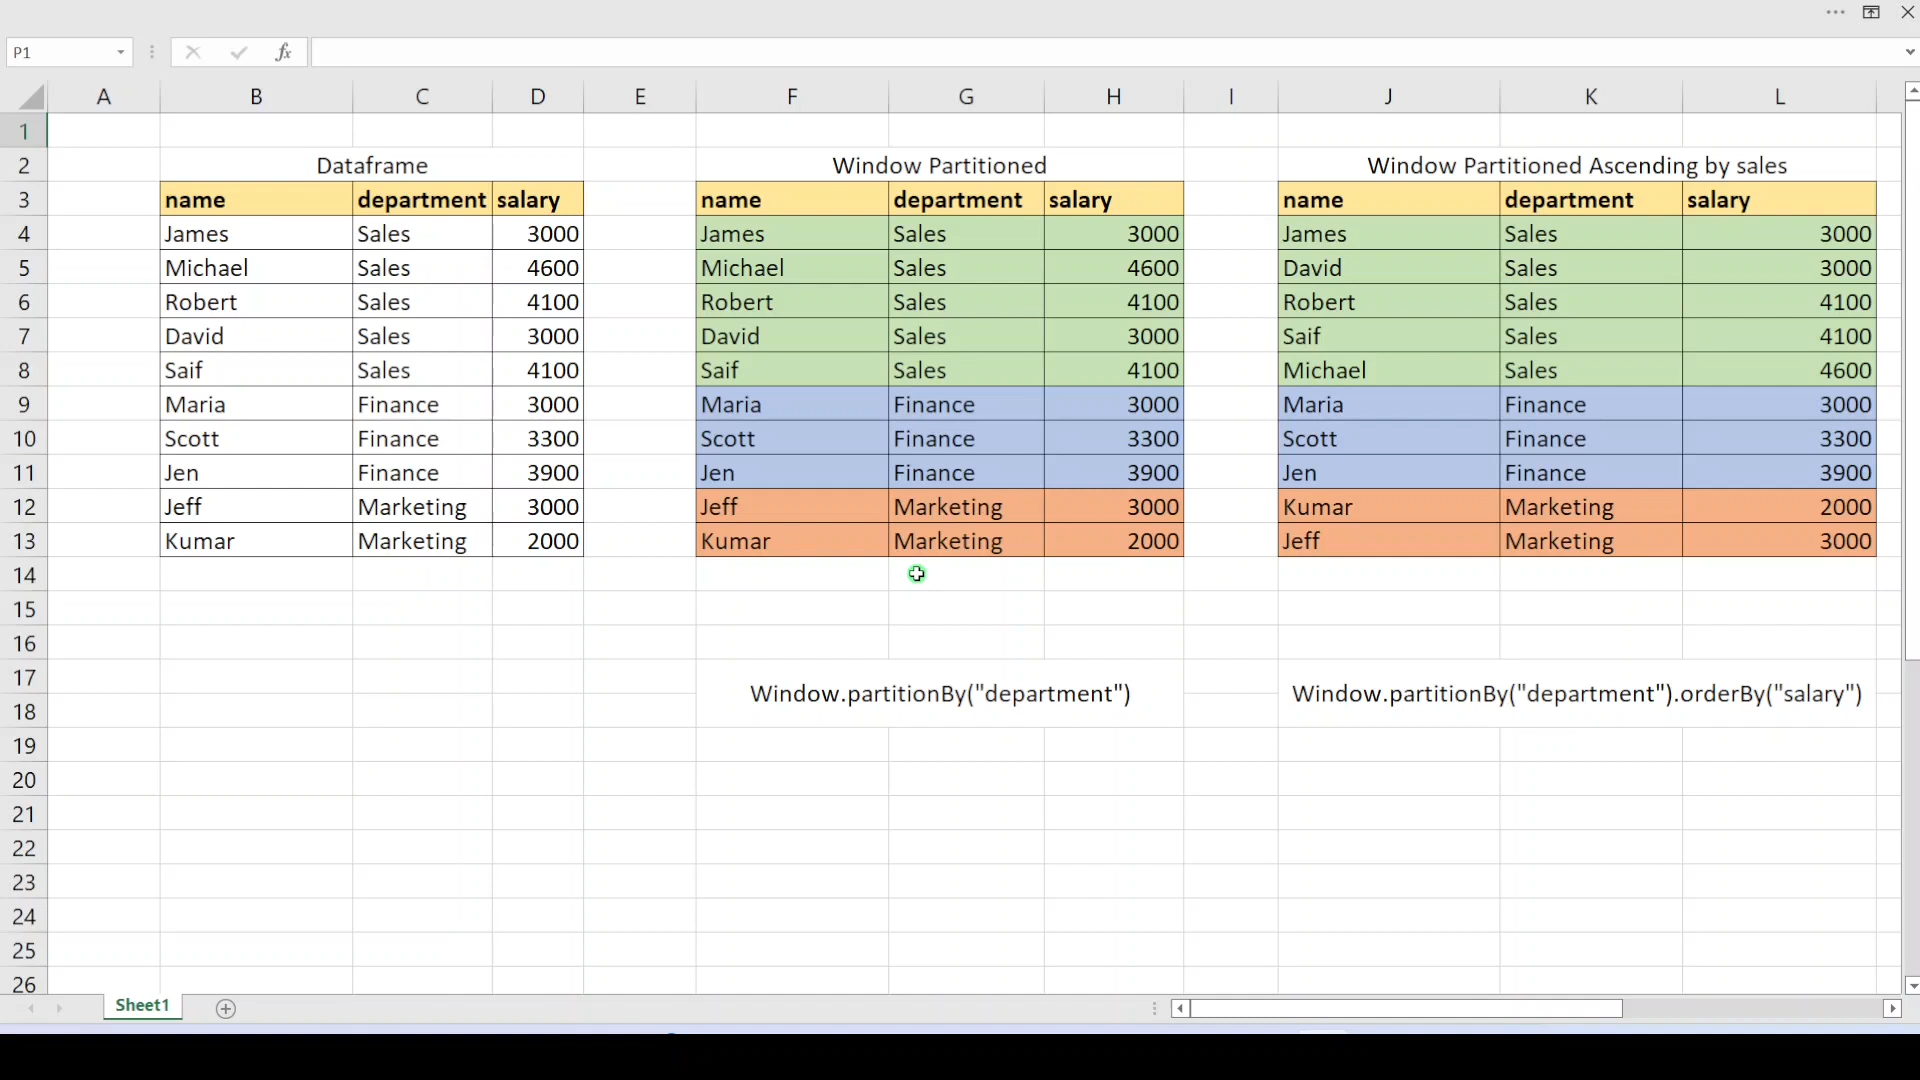 P1
fx
A B C D E F G H I J K L
1
2 Dataframe Window Partitioned Window Partitioned Ascending by sales
3 name department salary name department salary name department salary
4 James Sales 3000 James Sales 3000 James Sales 3000
5 Michael Sales 4600 Michael Sales 4600 David Sales 3000
6 Robert Sales 4100 Robert Sales 4100 Robert Sales 4100
7 David Sales 3000 David Sales 3000 Saif Sales 4100
8 Saif Sales 4100 Saif Sales 4100 Michael Sales 4600
9 Maria Finance 3000 Maria Finance 3000 Maria Finance 3000
10 Scott Finance 3300 Scott Finance 3300 Scott Finance 3300
11 Jen Finance 3900 Jen Finance 3900 Jen Finance 3900
12 Jeff Marketing 3000 Jeff Marketing 3000 Kumar Marketing 2000
13 Kumar Marketing 2000 Kumar Marketing 2000 Jeff Marketing 3000
14
15
16
17
Window.partitionBy("department") Window.partitionBy("department").orderBy("salary")
18
19
20
21
22
23
24
25
26
Sheet1